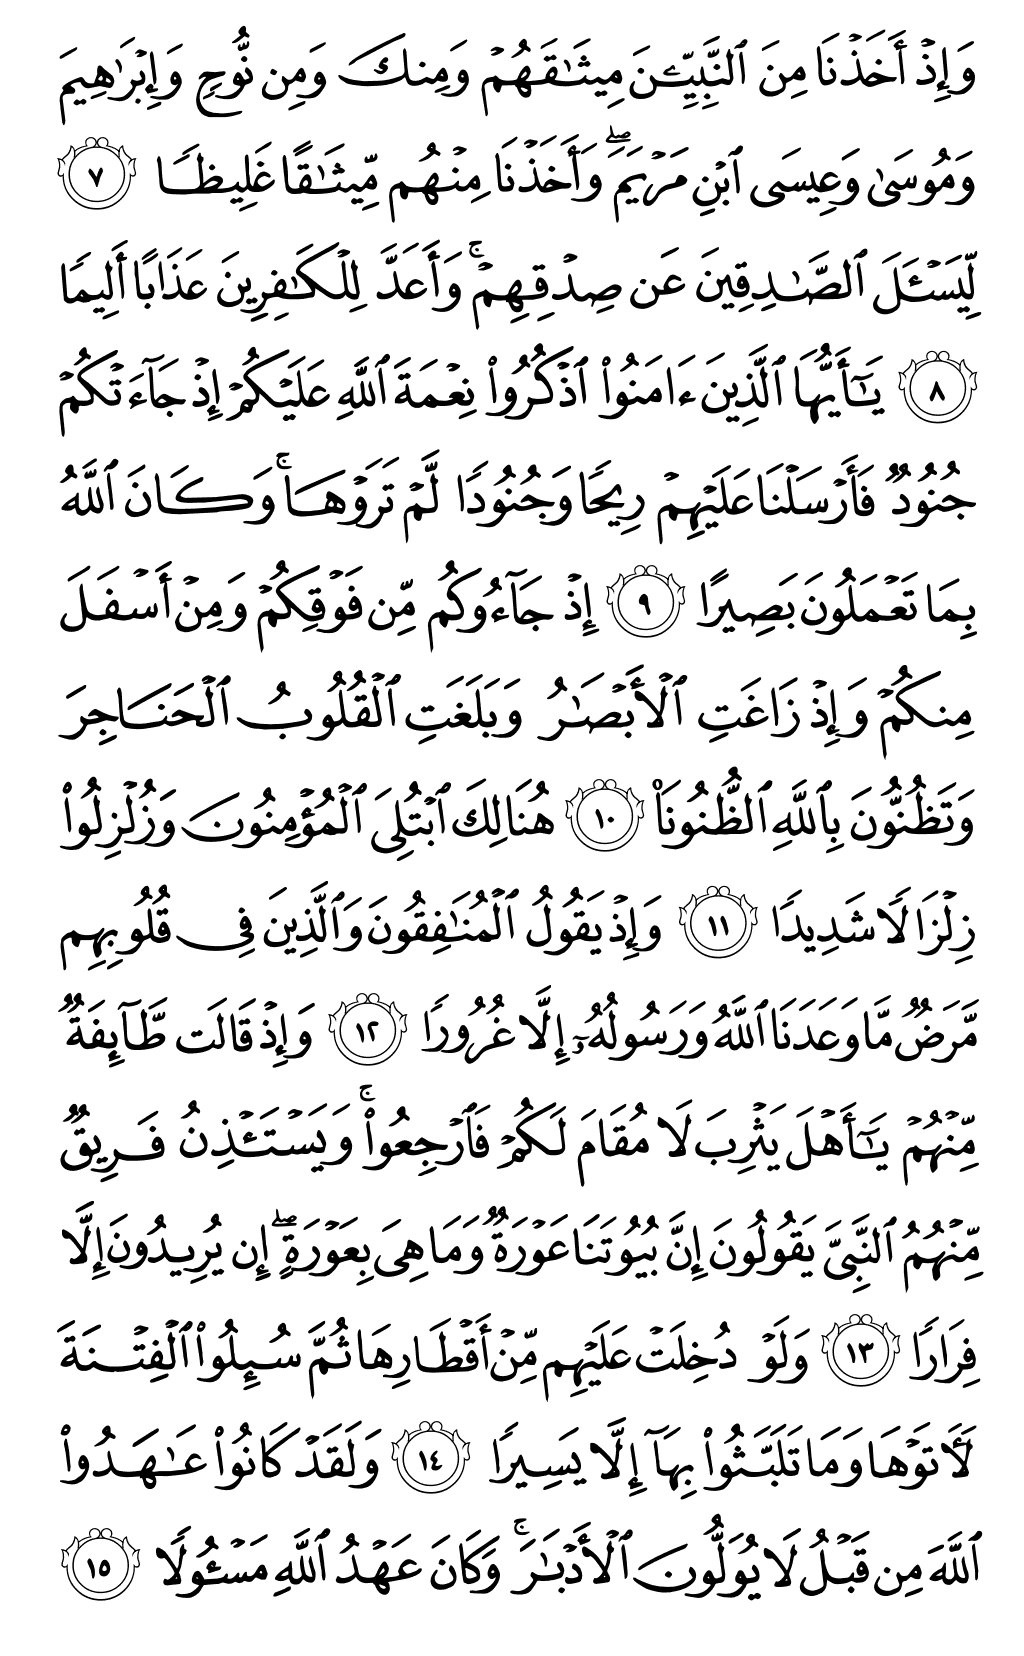 وَإِذۡ أَخَذۡنَا مِنَ ٱلنَّبِيِّـۧنَ مِيثَٰقَهُمۡ وَمِنكَ وَمِن نُّوحٖ وَإِبۡرَٰهِيمَ
وَمُوسَىٰ وَعِيسَى ٱبۡنِ مَرۡيَمَۖ وَأَخَذۡنَا مِنۡهُم مِّيثَٰقًا غَلِيظٗا ٧
لِّيَسۡـَٔلَ ٱلصَّٰدِقِينَ عَن صِدۡقِهِمۡۚ وَأَعَدَّ لِلۡكَٰفِرِينَ عَذَابًا أَلِيمٗا
٨ يَٰٓأَيُّهَا ٱلَّذِينَ ءَامَنُواْ ٱذۡكُرُواْ نِعۡمَةَ ٱللَّهِ عَلَيۡكُمۡ إِذۡ جَآءَتۡكُمۡ
جُنُودٞ فَأَرۡسَلۡنَا عَلَيۡهِمۡ رِيحٗا وَجُنُودٗا لَّمۡ تَرَوۡهَاۚ وَكَانَ ٱللَّهُ
بِمَا تَعۡمَلُونَ بَصِيرًا ٩ إِذۡ جَآءُوكُم مِّن فَوۡقِكُمۡ وَمِنۡ أَسۡفَلَ
مِنكُمۡ وَإِذۡ زَاغَتِ ٱلۡأَبۡصَٰرُ وَبَلَغَتِ ٱلۡقُلُوبُ ٱلۡحَنَاجِرَ
وَتَظُنُّونَ بِٱللَّهِ ٱلظُّنُونَا۠ ١٠ هُنَالِكَ ٱبۡتُلِيَ ٱلۡمُؤۡمِنُونَ وَزُلۡزِلُواْ
زِلۡزَالٗا شَدِيدٗا ١١ وَإِذۡ يَقُولُ ٱلۡمُنَٰفِقُونَ وَٱلَّذِينَ فِي قُلُوبِهِم
مَّرَضٞ مَّا وَعَدَنَا ٱللَّهُ وَرَسُولُهُۥٓ إِلَّا غُرُورٗا ١٢ وَإِذۡ قَالَت طَّآئِفَةٞ
مِّنۡهُمۡ يَٰٓأَهۡلَ يَثۡرِبَ لَا مُقَامَ لَكُمۡ فَٱرۡجِعُواْۚ وَيَسۡتَـٔۡذِنُ فَرِيقٞ
مِّنۡهُمُ ٱلنَّبِيَّ يَقُولُونَ إِنَّ بُيُوتَنَا عَوۡرَةٞ وَمَا هِيَ بِعَوۡرَةٍۖ إِن يُرِيدُونَ إِلَّا
فِرَارٗا ١٣ وَلَوۡ دُخِلَتۡ عَلَيۡهِم مِّنۡ أَقۡطَارِهَا ثُمَّ سُئِلُواْ ٱلۡفِتۡنَةَ
لَأٓتَوۡهَا وَمَا تَلَبَّثُواْ بِهَآ إِلَّا يَسِيرٗا ١٤ وَلَقَدۡ كَانُواْ عَٰهَدُواْ
ٱللَّهَ مِن قَبۡلُ لَا يُوَلُّونَ ٱلۡأَدۡبَٰرَۚ وَكَانَ عَهۡدُ ٱللَّهِ مَسۡـُٔولٗا ١٥